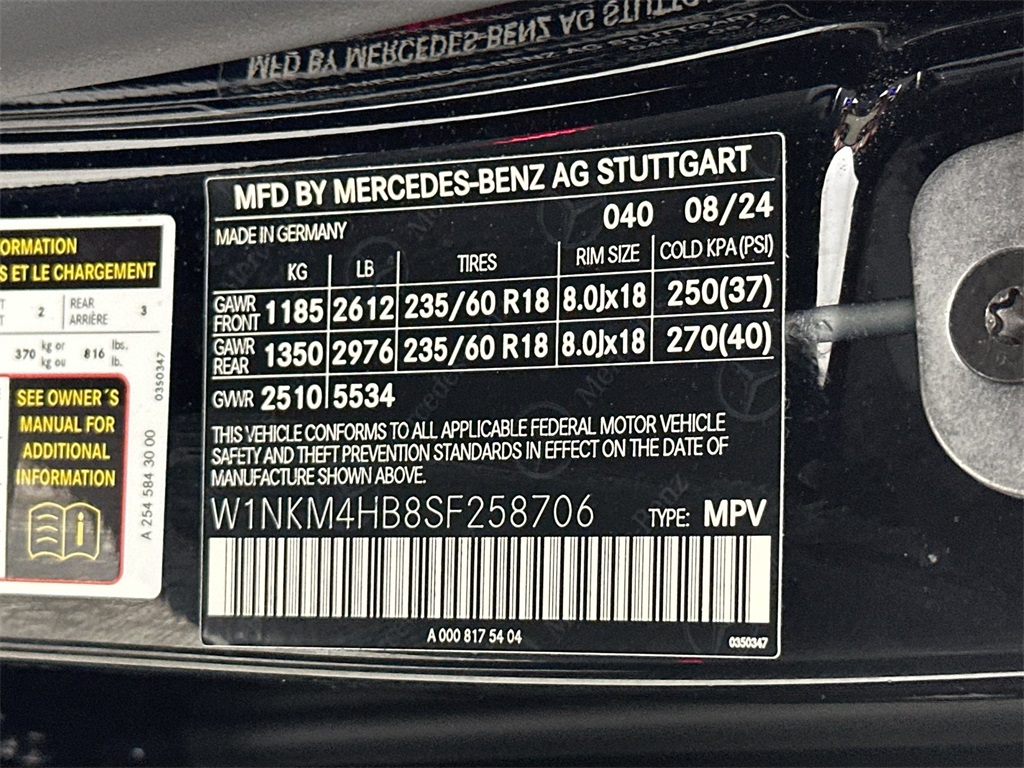 MFD BY MERCEDES-BENZ AG STUTTGART
040 08/24
MFD BY MERCEDES-BENZ AG STUTTGART
040 08/24
MADE IN GERMANY
KG LB TIRES RIM SIZE COLD KPA (PSI)
GAWR FRONT 1185 2612 235/60 R18 8.0Jx18 250(37)
GAWR REAR 1350 2976 235/60 R18 8.0Jx18 270(40)
GVWR 2510 5534
THIS VEHICLE CONFORMS TO ALL APPLICABLE FEDERAL MOTOR VEHICLE
SAFETY AND THEFT PREVENTION STANDARDS IN EFFECT ON THE DATE OF
MANUFACTURE SHOWN ABOVE.
W1NKM4HB8SF258706 TYPE: MPV
A 000 817 54 04 0350347
ET LE CHARGEMENT
2 REAR ARRIÈRE 3
370 kg or kg ou 816 lbs. lb.
SEE OWNER´S
MANUAL FOR
ADDITIONAL
INFORMATION
0350347
A 254 584 30 00